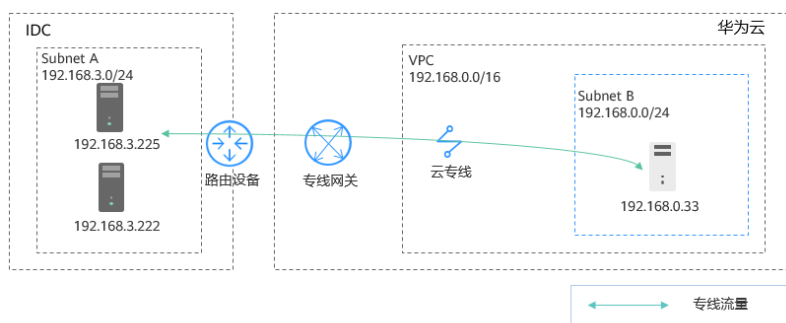 IDC
华为云
Subnet A
192.168.3.0/24
VPC
192.168.0.0/16
Subnet B
192.168.0.0/24
192.168.3.225
路由设备
专线网关
云专线
192.168.3.222
192.168.0.33
专线流量